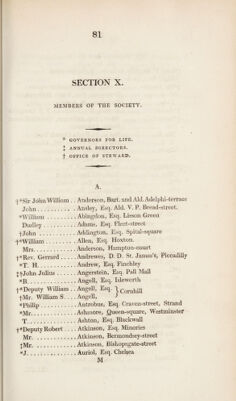 81
SECTION X.
MEMBERS OF THE SOCIETY.
* GOVERNORS FOR LIFE.
‡ ANNUAL DIRECTORS.
† OFFICE OF STEWARD.
A.
†*Sir John William . Anderson, Bart. and Ald. Adelphi-terrace
John . . . . . . . . . . . . Ansley, Esq. Ald. V. P. Bread-street.
*William . . . . . . . . . Abingdon, Esq. Lisson Green
Dudley . . . . . . . . . . Adams, Esq. Fleet-street
†John . . . . . . . . . . . Addington, Esq. Spital-square
†*William . . . . . . . . . Allen, Esq. Hoxton.
Mrs. . . . . . . . . . . . . Anderson, Hampton-court
†*Rev. Gerrard . . . . Andrewes, D. D. St. James's, Piccadilly
*T. H. . . . . . . . . . . . Andrew, Esq. Finchley
†‡John Julius . . . . . Angerstein, Esq. Pall Mall
*B. . . . . . . . . . . . . . Angell, Esq. Isleworth
†*Deputy William . Angell, Esq. } Cornhill
‡Mr. William S. . . . Angell,
*Philip . . . . . . . . . . . Antrobus, Esq. Craven-street, Strand
*Mr. . . . . . . . . . . . . Ashmore, Queen-square, Westminster
T. . . . . . . . . . . . . . . Ashton, Esq. Blackwall
†*Deputy Robert . . Atkinson, Esq. Minories
Mr. . . . . . . . . . . . . . Atkinson, Bermondsey-street
‡Mr. . . . . . . . . . . . . Atkinson, Bishopsgate-street
*J. . . . . . . . . . . . . . Auriol, Esq. Chelsea
M